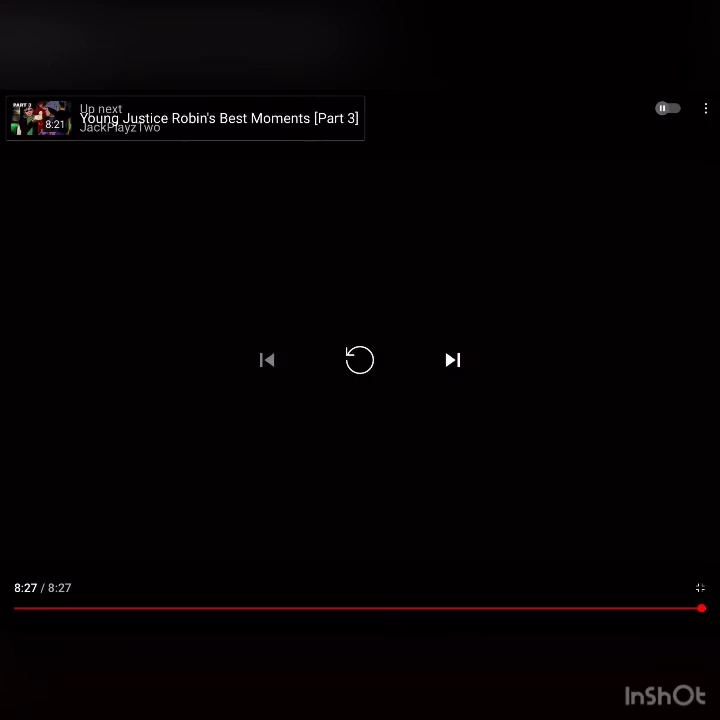 PART 3
8:21
Up next
Young Justice Robin's Best Moments [Part 3]
JackPlayzTwo
8:27 / 8:27
InShOt